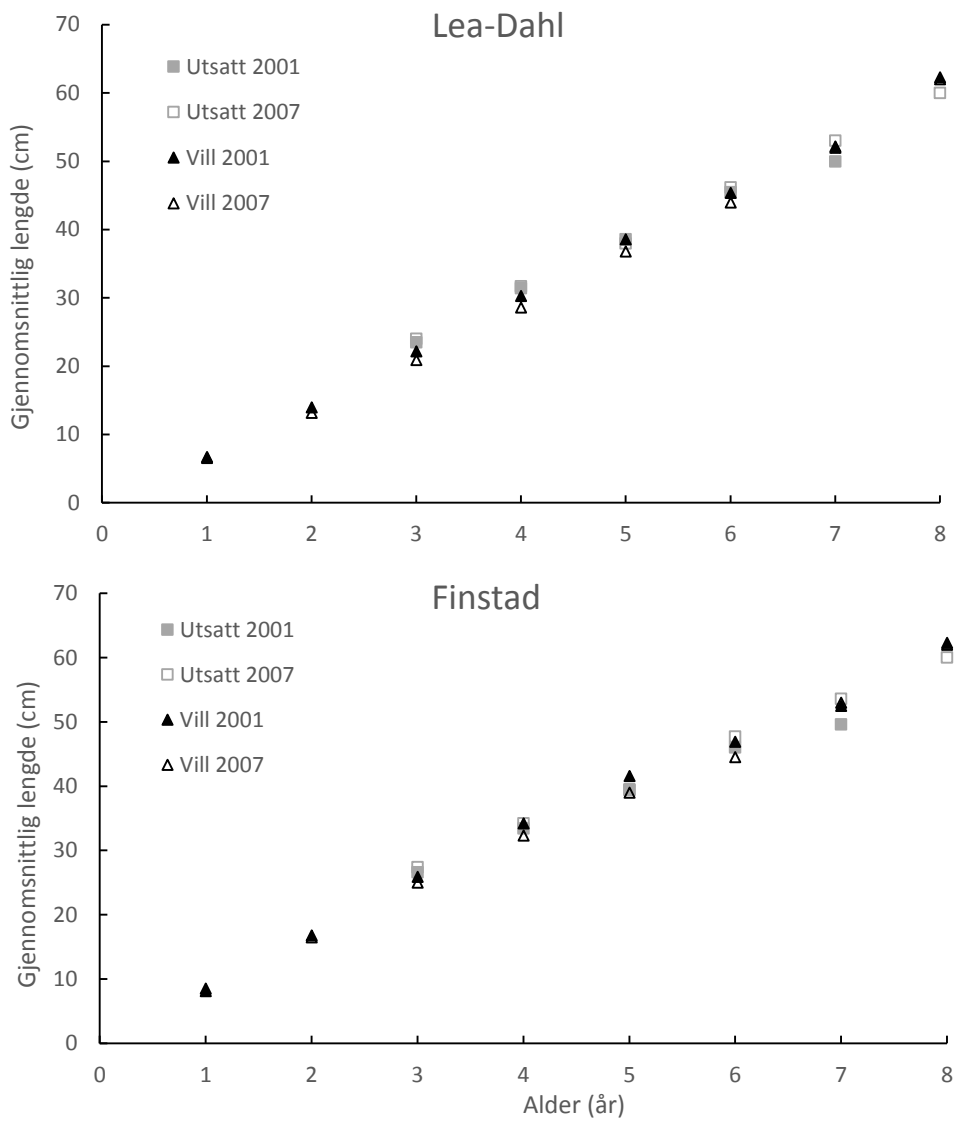 Lea-Dahl
Gjennomsnittlig lengde (cm)
70
60
50
40
30
20
10
0
Utsatt 2001
Utsatt 2007
Vill 2001
Vill 2007
0 1 2 3 4 5 6 7 8
Finstad
Gjennomsnittlig lengde (cm)
70
60
50
40
30
20
10
0
Utsatt 2001
Utsatt 2007
Vill 2001
Vill 2007
0 1 2 3 4 5 6 7 8
Alder (år)